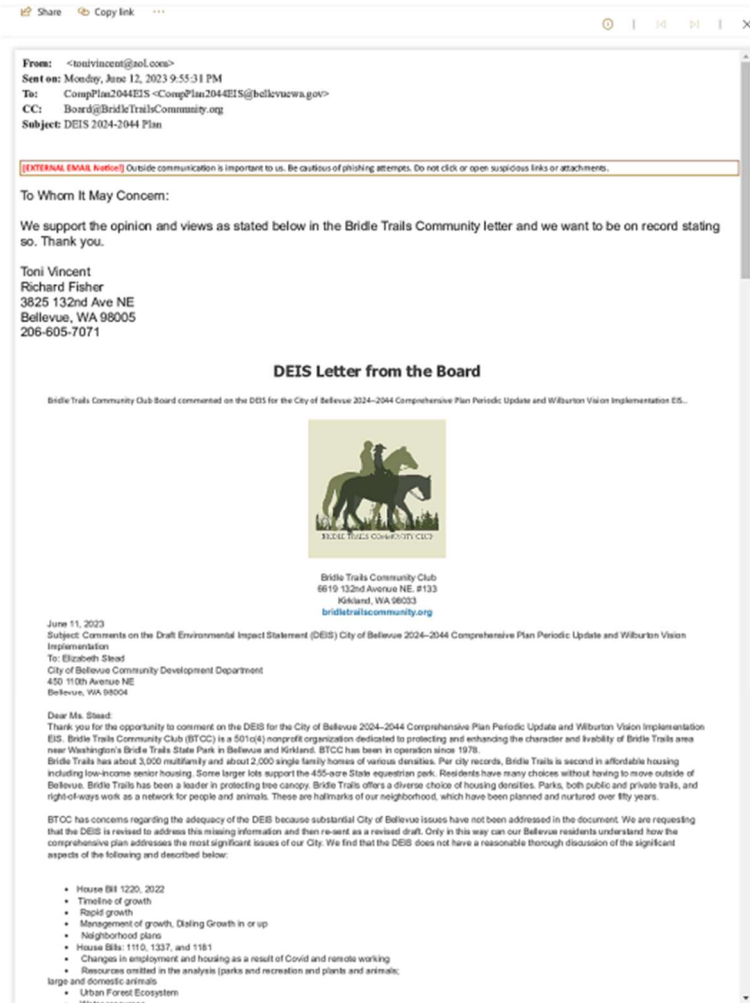 Share Copy link ...
From: <tonivincent@aol.com>
Sent on: Monday, June 12, 2023 9:55:31 PM
To: CompPlan2044EIS <CompPlan2044EIS@bellevuewa.gov>
CC: Board@BridleTrailsCommunity.org
Subject: DEIS 2024-2044 Plan
[EXTERNAL EMAIL Notice!] Outside communication is important to us. Be cautious of phishing attempts. Do not click or open suspicious links or attachments.
To Whom It May Concern:
We support the opinion and views as stated below in the Bridle Trails Community letter and we want to be on record stating
so. Thank you.
Toni Vincent
Richard Fisher
3825 132nd Ave NE
Bellevue, WA 98005
206-605-7071
DEIS Letter from the Board
Bridle Trails Community Club Board commented on the DEIS for the City of Bellevue 2024–2044 Comprehensive Plan Periodic Update and Wilburton Vision Implementation EIS...
BRIDLE TRAILS COMMUNITY CLUB
Bridle Trails Community Club
6619 132nd Avenue NE. #133
Kirkland, WA 98033
bridletrailscommunity.org
June 11, 2023
Subject: Comments on the Draft Environmental Impact Statement (DEIS) City of Bellevue 2024–2044 Comprehensive Plan Periodic Update and Wilburton Vision
Implementation
To: Elizabeth Stead
City of Bellevue Community Development Department
450 110th Avenue NE
Bellevue, WA 98004
Dear Ms. Stead:
Thank you for the opportunity to comment on the DEIS for the City of Bellevue 2024–2044 Comprehensive Plan Periodic Update and Wilburton Vision Implementation
EIS. Bridle Trails Community Club (BTCC) is a 501c(4) nonprofit organization dedicated to protecting and enhancing the character and livability of Bridle Trails area
near Washington's Bridle Trails State Park in Bellevue and Kirkland. BTCC has been in operation since 1978.
Bridle Trails has about 3,000 multifamily and about 2,000 single family homes of various densities. Per city records, Bridle Trails is second in affordable housing
including low-income senior housing. Some larger lots support the 455-acre State equestrian park. Residents have many choices without having to move outside of
Bellevue. Bridle Trails has been a leader in protecting tree canopy. Bridle Trails offers a diverse choice of housing densities. Parks, both public and private trails, and
right-of-ways work as a network for people and animals. These are hallmarks of our neighborhood, which have been planned and nurtured over fifty years.
BTCC has concerns regarding the adequacy of the DEIS because substantial City of Bellevue issues have not been addressed in the document. We are requesting
that the DEIS is revised to address this missing information and then re-sent as a revised draft. Only in this way can our Bellevue residents understand how the
comprehensive plan addresses the most significant issues of our City. We find that the DEIS does not have a reasonable thorough discussion of the significant
aspects of the following and described below:
• House Bill 1220, 2022
• Timeline of growth
• Rapid growth
• Management of growth, Dialing Growth in or up
• Neighborhood plans
• House Bills: 1110, 1337, and 1181
• Changes in employment and housing as a result of Covid and remote working
• Resources omitted in the analysis (parks and recreation and plants and animals;
large and domestic animals
• Urban Forest Ecosystem